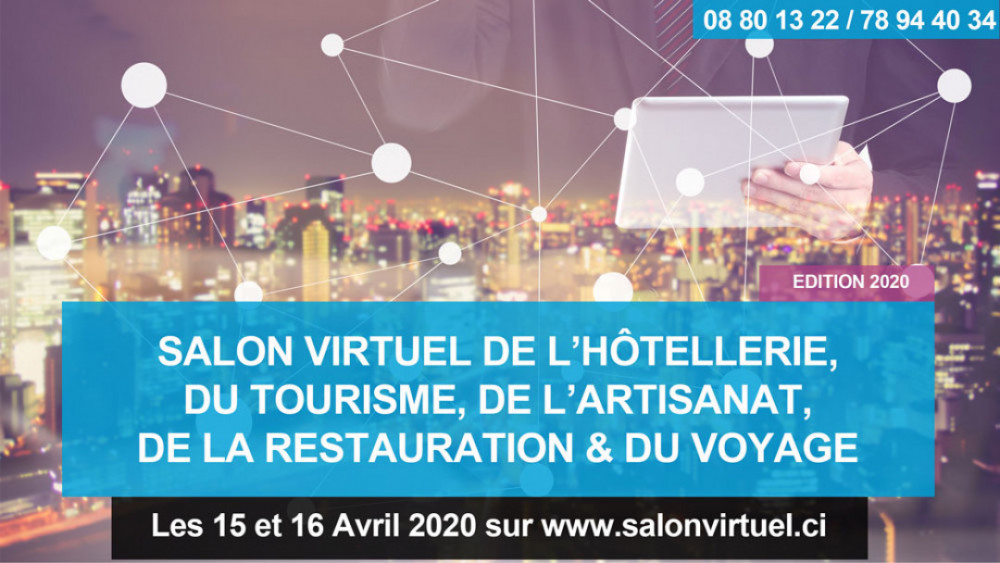 08 80 13 22 / 78 94 40 34
EDITION 2020
SALON VIRTUEL DE L’HÔTELLERIE,
DU TOURISME, DE L’ARTISANAT,
DE LA RESTAURATION & DU VOYAGE
Les 15 et 16 Avril 2020 sur www.salonvirtuel.ci